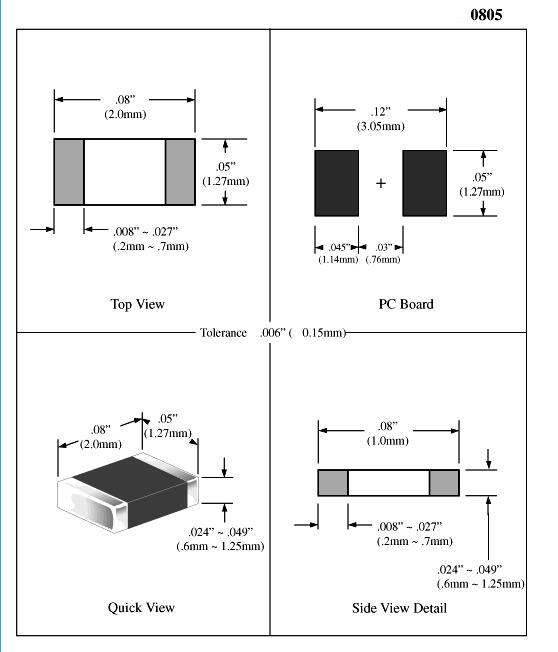 0805
.08”
(2.0mm)
.05”
(1.27mm)
.008” ~ .027”
(.2mm ~ .7mm)
Top View
.12”
(3.05mm)
+
.05”
(1.27mm)
.045” .03”
(1.14mm) (.76mm)
PC Board
Tolerance .006” ( 0.15mm)
.08”
(2.0mm)
.05”
(1.27mm)
.024” ~ .049”
(.6mm ~ 1.25mm)
Quick View
.08”
(1.0mm)
.008” ~ .027”
(.2mm ~ .7mm)
.024” ~ .049”
(.6mm ~ 1.25mm)
Side View Detail